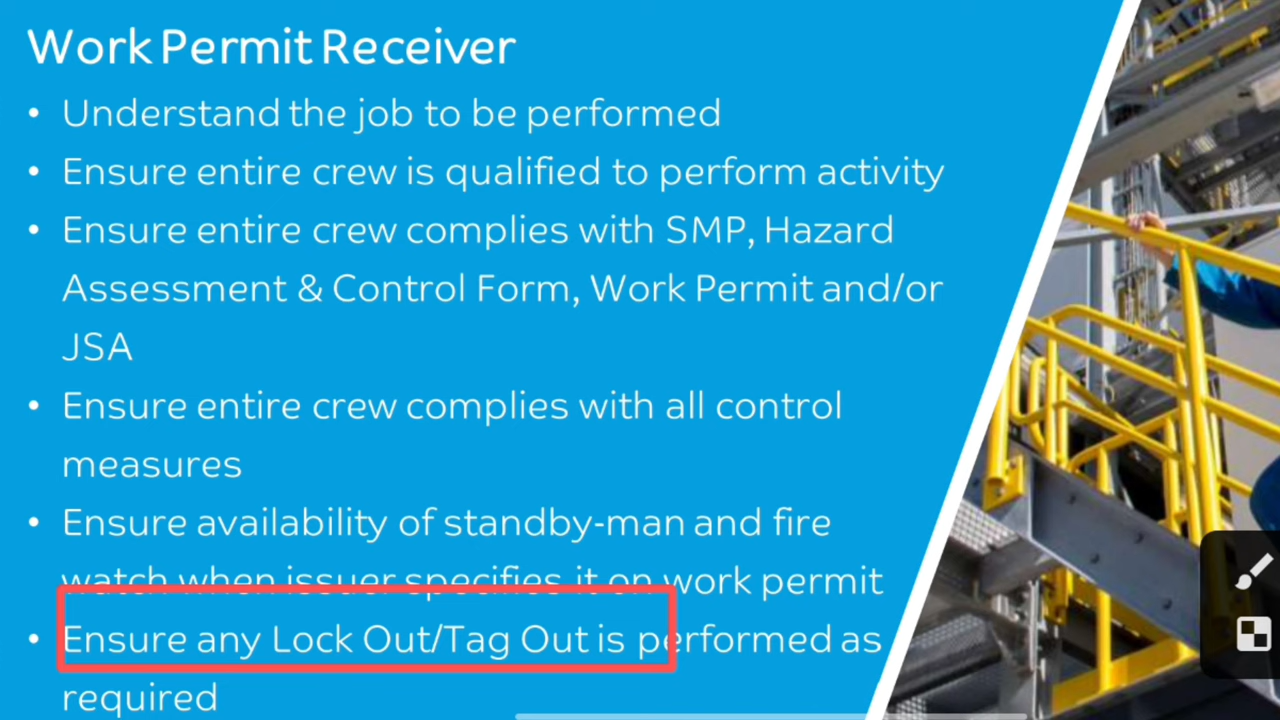 Work Permit Receiver
• Understand the job to be performed
• Ensure entire crew is qualified to perform activity
• Ensure entire crew complies with SMP, Hazard
Assessment & Control Form, Work Permit and/or
JSA
• Ensure entire crew complies with all control
measures
• Ensure availability of standby-man and fire
watch when issuer specifies it on work permit
• Ensure any Lock Out/Tag Out is performed as
required